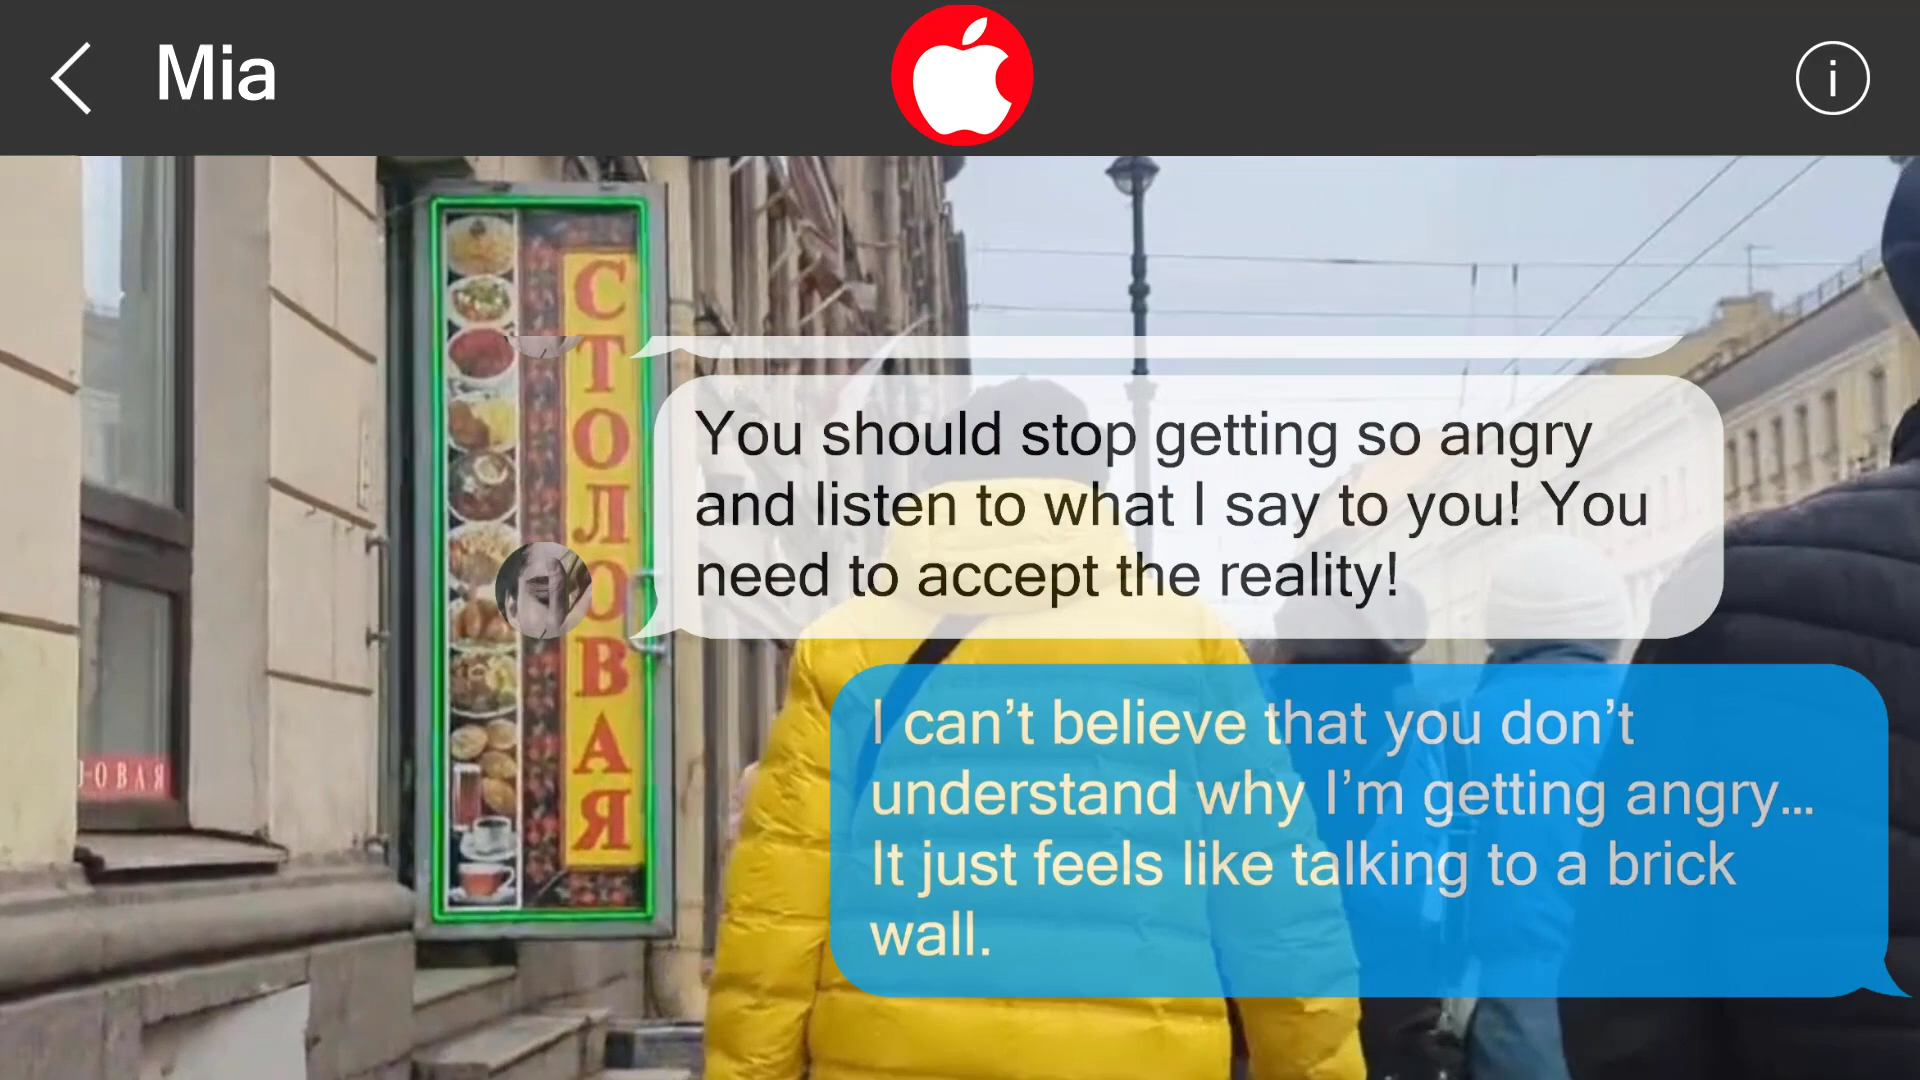 Mia
i
СТОЛОВАЯ
You should stop getting so angry
and listen to what I say to you! You
need to accept the reality!
I can’t believe that you don’t
understand why I’m getting angry...
It just feels like talking to a brick
wall.
ОВАЯ